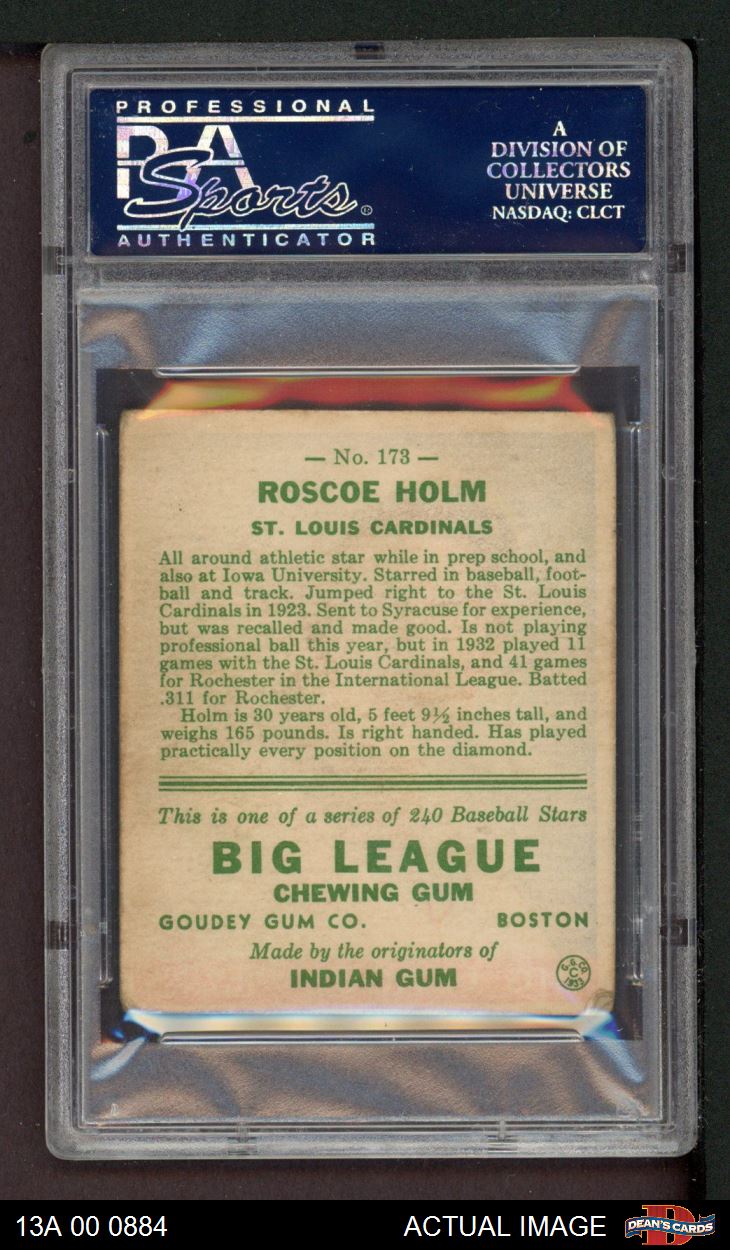 PROFESSIONAL
PSA
Sports
AUTHENTICATOR
A
DIVISION OF
COLLECTORS
UNIVERSE
NASDAQ: CLCT
— No. 173 —
ROSCOE HOLM
ST. LOUIS CARDINALS
All around athletic star while in prep school, and
also at Iowa University. Starred in baseball, foot-
ball and track. Jumped right to the St. Louis
Cardinals in 1923. Sent to Syracuse for experience,
but was recalled and made good. Is not playing
professional ball this year, but in 1932 played 11
games with the St. Louis Cardinals, and 41 games
for Rochester in the International League. Batted
.311 for Rochester.
Holm is 30 years old, 5 feet 9½ inches tall, and
weighs 165 pounds. Is right handed. Has played
practically every position on the diamond.
This is one of a series of 240 Baseball Stars
BIG LEAGUE
CHEWING GUM
GOUDEY GUM CO. BOSTON
Made by the originators of
INDIAN GUM
G.G.CO.
C
1933
13A 00 0884 ACTUAL IMAGE
D
DEAN'S CARDS